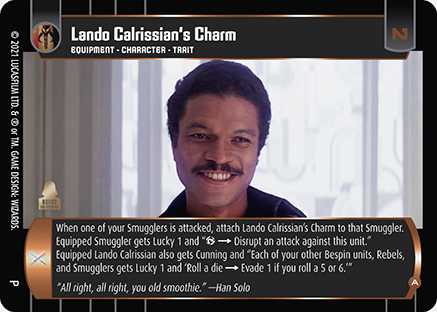 Lando Calrissian's Charm
N
EQUIPMENT • CHARACTER • TRAIT
© 2021 LUCASFILM LTD. & ® or TM. GAME DESIGN: WIZARDS.
When one of your Smugglers is attacked, attach Lando Calrissian's Charm to that Smuggler.
Equipped Smuggler gets Lucky 1 and “ → Disrupt an attack against this unit.”
Equipped Lando Calrissian also gets Cunning and “Each of your other Bespin units, Rebels,
and Smugglers gets Lucky 1 and ‘Roll a die → Evade 1 if you roll a 5 or 6.’”
“All right, all right, you old smoothie.” —Han Solo
P
A